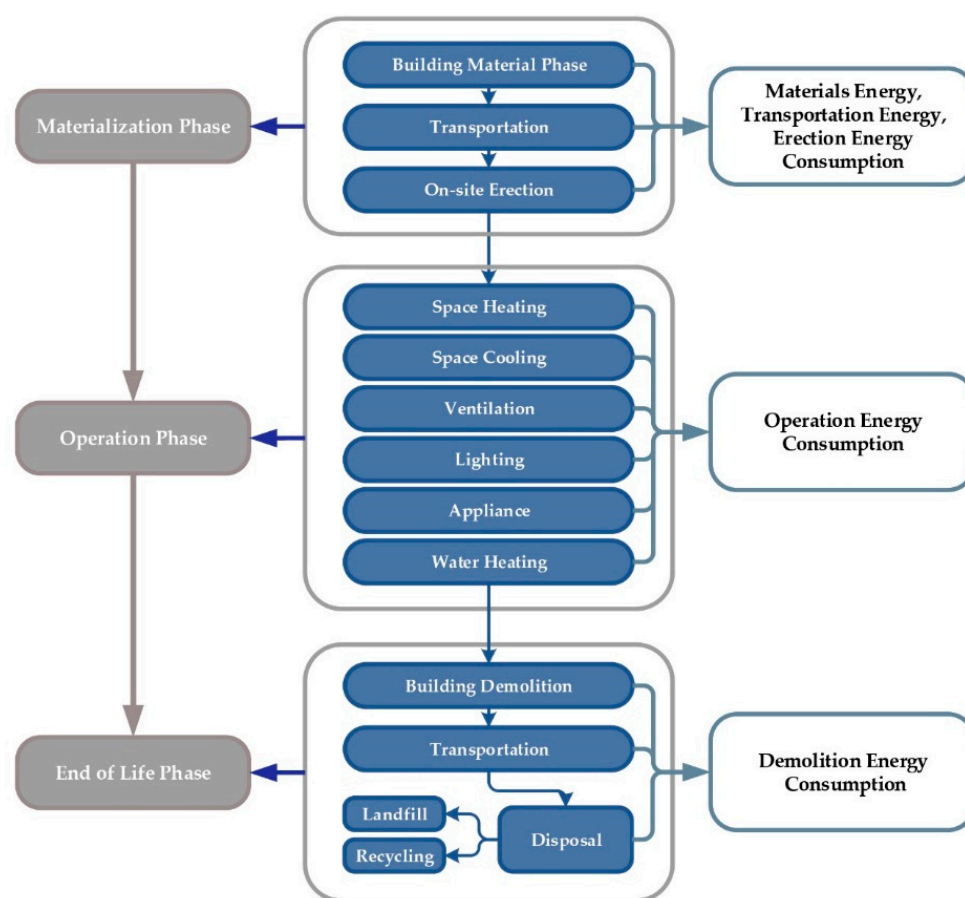 Building Material Phase
Materialization Phase
Transportation
On-site Erection
Materials Energy,
Transportation Energy,
Erection Energy
Consumption
Space Heating
Space Cooling
Ventilation
Operation Phase
Lighting
Appliance
Water Heating
Operation Energy
Consumption
Building Demolition
End of Life Phase
Transportation
Landfill
Recycling
Disposal
Demolition Energy
Consumption